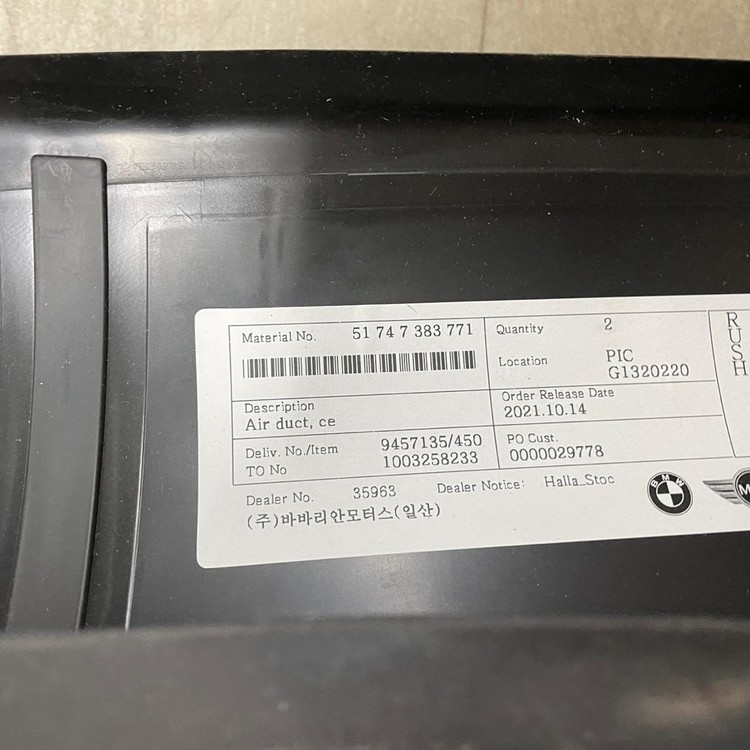 Material No. 51 74 7 383 771
Quantity 2
RUSH
Location PIC
G1320220
Description
Air duct, ce
Order Release Date
2021.10.14
Deliv. No./Item 9457135/450
TO No 1003258233
PO Cust.
0000029778
Dealer No. 35963 Dealer Notice: Halla_Stoc
(주)바바리안모터스(일산)
BMW